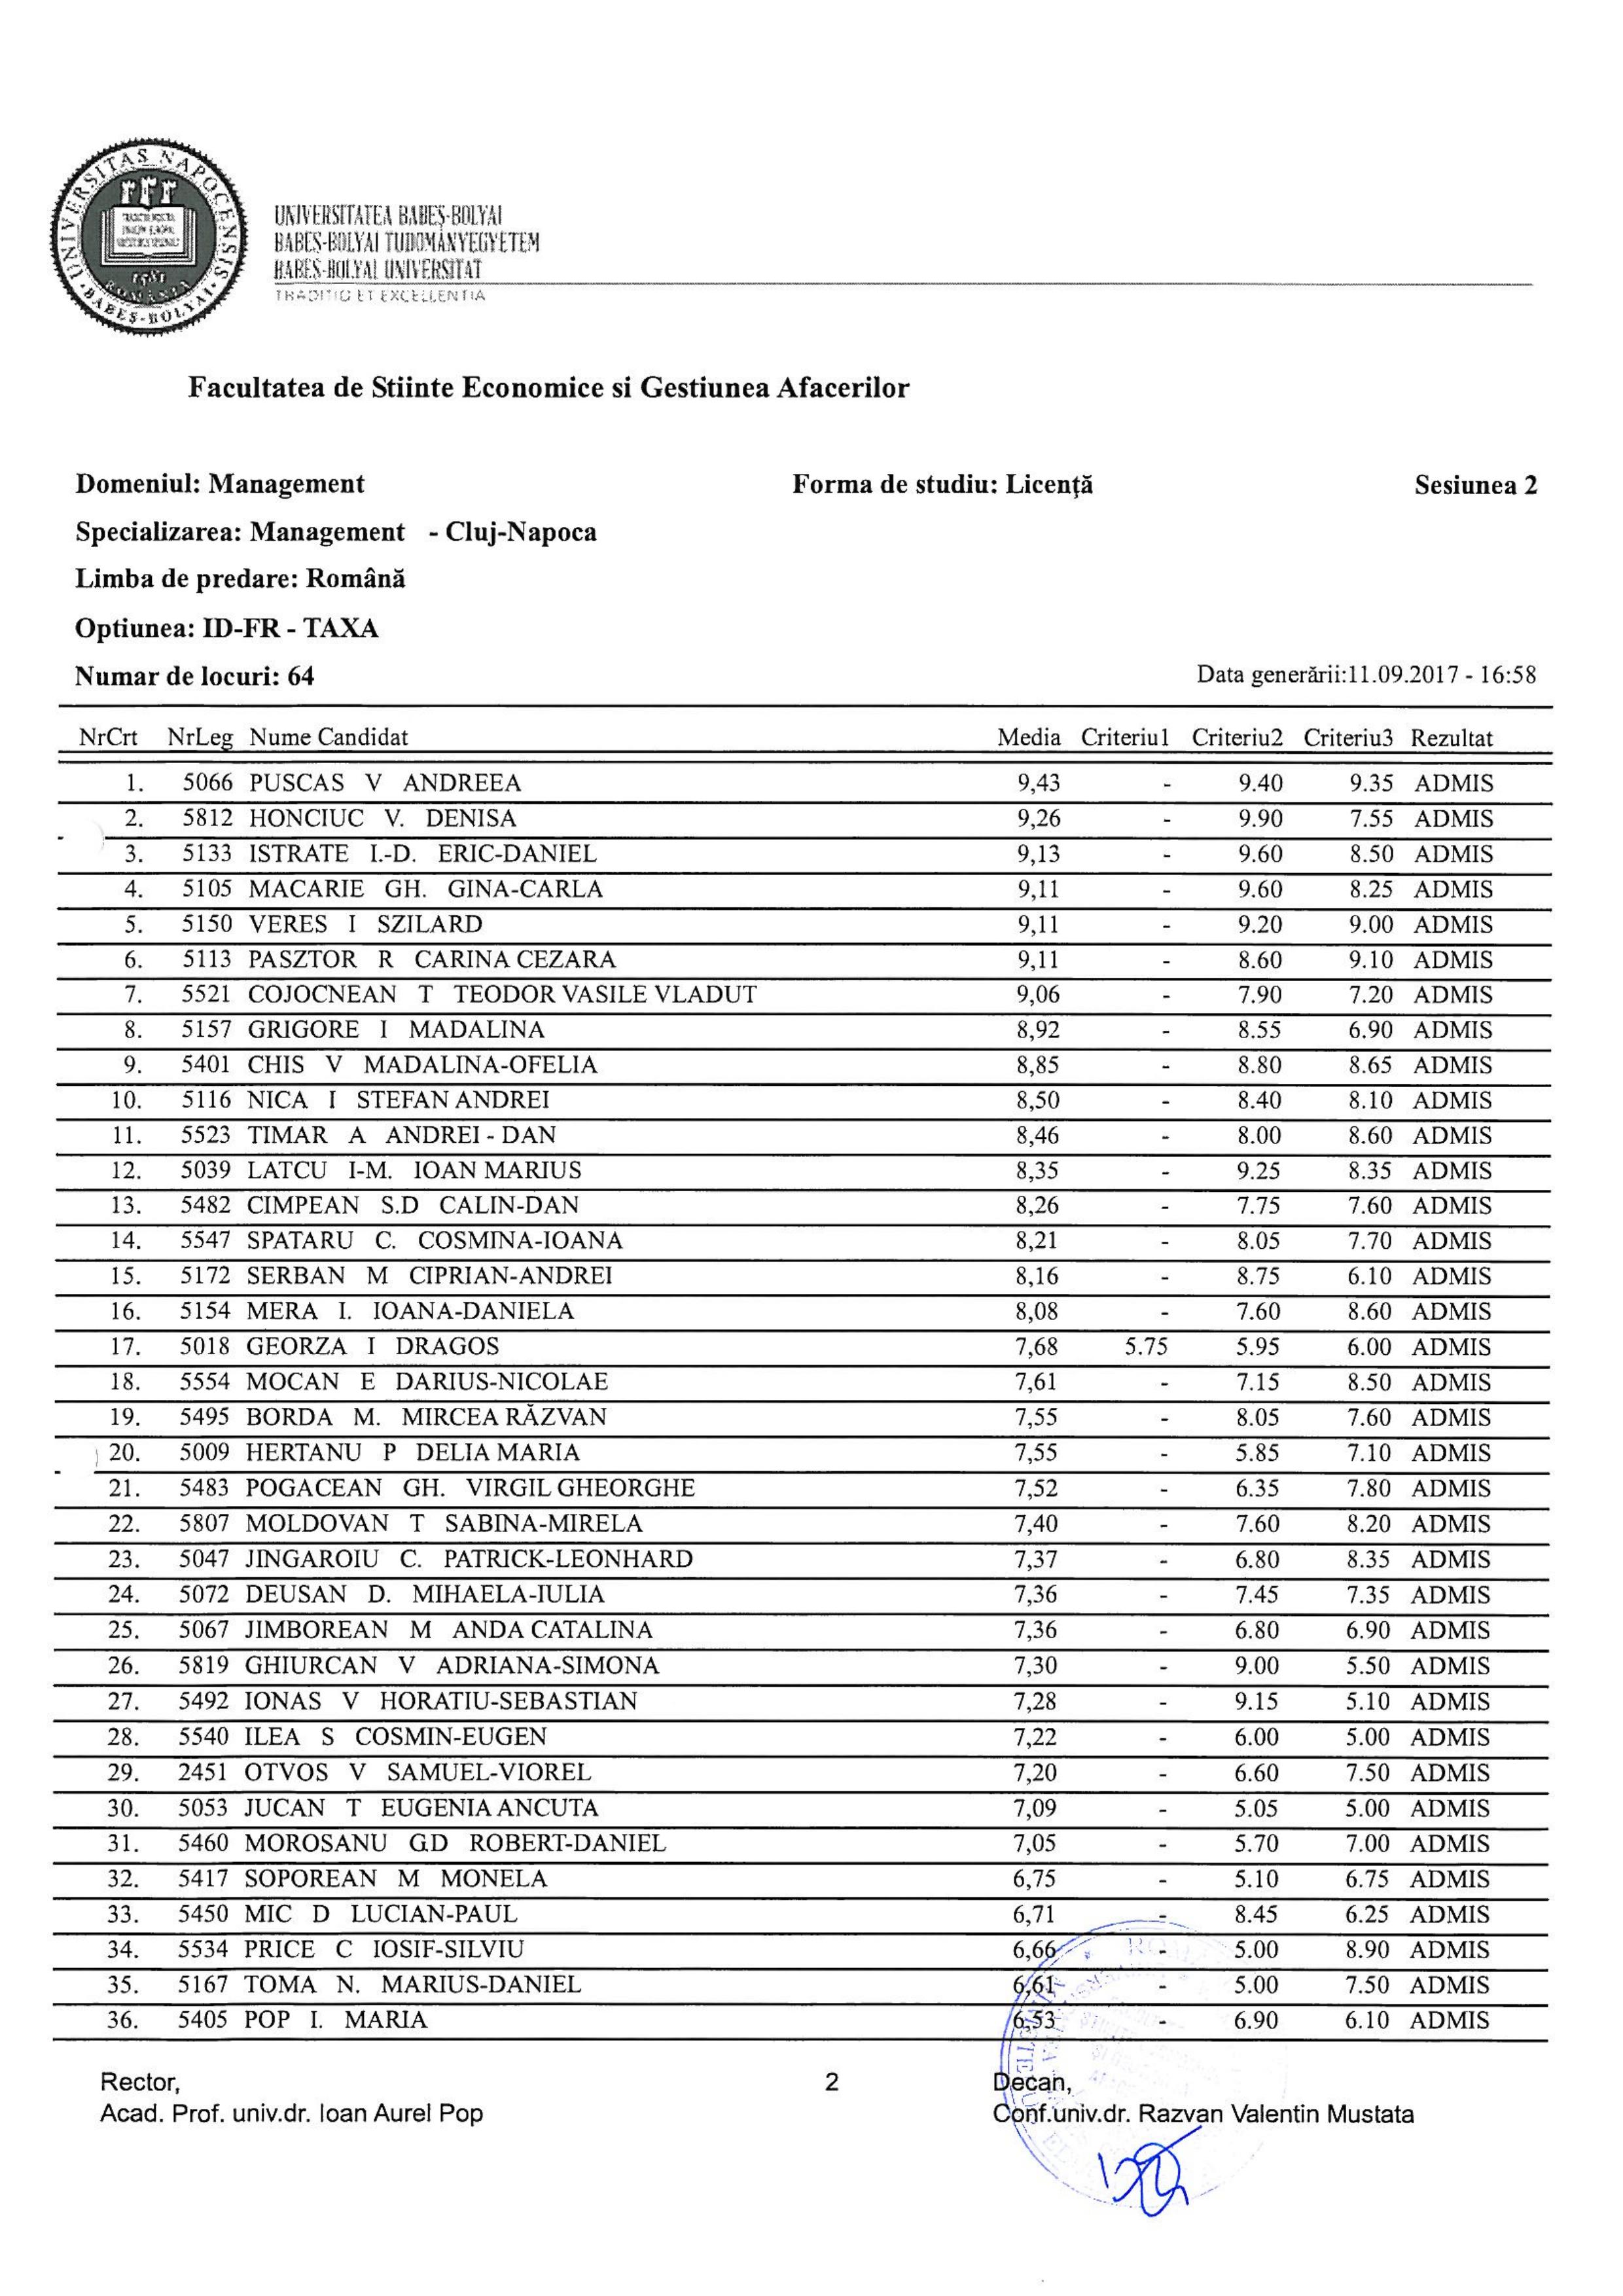 UNIVERSITAS NAPOCENSIS
BABEȘ-BOLYAI
1581
UNIVERSITATEA BABEȘ-BOLYAI
BABEȘ-BOLYAI TUDOMÁNYEGYETEM
BABEȘ-BOLYAI UNIVERSITÄT
TRADITIO ET EXCELLENTIA
Facultatea de Stiinte Economice si Gestiunea Afacerilor
Domeniul: Management Forma de studiu: Licenţă Sesiunea 2
Specializarea: Management - Cluj-Napoca
Limba de predare: Română
Optiunea: ID-FR - TAXA
Numar de locuri: 64 Data generării:11.09.2017 - 16:58
NrCrt NrLeg Nume Candidat Media Criteriu1 Criteriu2 Criteriu3 Rezultat
1. 5066 PUSCAS V ANDREEA 9,43 - 9.40 9.35 ADMIS
2. 5812 HONCIUC V. DENISA 9,26 - 9.90 7.55 ADMIS
3. 5133 ISTRATE I.-D. ERIC-DANIEL 9,13 - 9.60 8.50 ADMIS
4. 5105 MACARIE GH. GINA-CARLA 9,11 - 9.60 8.25 ADMIS
5. 5150 VERES I SZILARD 9,11 - 9.20 9.00 ADMIS
6. 5113 PASZTOR R CARINA CEZARA 9,11 - 8.60 9.10 ADMIS
7. 5521 COJOCNEAN T TEODOR VASILE VLADUT 9,06 - 7.90 7.20 ADMIS
8. 5157 GRIGORE I MADALINA 8,92 - 8.55 6.90 ADMIS
9. 5401 CHIS V MADALINA-OFELIA 8,85 - 8.80 8.65 ADMIS
10. 5116 NICA I STEFAN ANDREI 8,50 - 8.40 8.10 ADMIS
11. 5523 TIMAR A ANDREI - DAN 8,46 - 8.00 8.60 ADMIS
12. 5039 LATCU I-M. IOAN MARIUS 8,35 - 9.25 8.35 ADMIS
13. 5482 CIMPEAN S.D CALIN-DAN 8,26 - 7.75 7.60 ADMIS
14. 5547 SPATARU C. COSMINA-IOANA 8,21 - 8.05 7.70 ADMIS
15. 5172 SERBAN M CIPRIAN-ANDREI 8,16 - 8.75 6.10 ADMIS
16. 5154 MERA I. IOANA-DANIELA 8,08 - 7.60 8.60 ADMIS
17. 5018 GEORZA I DRAGOS 7,68 5.75 5.95 6.00 ADMIS
18. 5554 MOCAN E DARIUS-NICOLAE 7,61 - 7.15 8.50 ADMIS
19. 5495 BORDA M. MIRCEA RĂZVAN 7,55 - 8.05 7.60 ADMIS
20. 5009 HERTANU P DELIA MARIA 7,55 - 5.85 7.10 ADMIS
21. 5483 POGACEAN GH. VIRGIL GHEORGHE 7,52 - 6.35 7.80 ADMIS
22. 5807 MOLDOVAN T SABINA-MIRELA 7,40 - 7.60 8.20 ADMIS
23. 5047 JINGAROIU C. PATRICK-LEONHARD 7,37 - 6.80 8.35 ADMIS
24. 5072 DEUSAN D. MIHAELA-IULIA 7,36 - 7.45 7.35 ADMIS
25. 5067 JIMBOREAN M ANDA CATALINA 7,36 - 6.80 6.90 ADMIS
26. 5819 GHIURCAN V ADRIANA-SIMONA 7,30 - 9.00 5.50 ADMIS
27. 5492 IONAS V HORATIU-SEBASTIAN 7,28 - 9.15 5.10 ADMIS
28. 5540 ILEA S COSMIN-EUGEN 7,22 - 6.00 5.00 ADMIS
29. 2451 OTVOS V SAMUEL-VIOREL 7,20 - 6.60 7.50 ADMIS
30. 5053 JUCAN T EUGENIA ANCUTA 7,09 - 5.05 5.00 ADMIS
31. 5460 MOROSANU GD ROBERT-DANIEL 7,05 - 5.70 7.00 ADMIS
32. 5417 SOPOREAN M MONELA 6,75 - 5.10 6.75 ADMIS
33. 5450 MIC D LUCIAN-PAUL 6,71 - 8.45 6.25 ADMIS
34. 5534 PRICE C IOSIF-SILVIU 6,66 - 5.00 8.90 ADMIS
35. 5167 TOMA N. MARIUS-DANIEL 6,61 - 5.00 7.50 ADMIS
36. 5405 POP I. MARIA 6,53 - 6.90 6.10 ADMIS
Rector, 2 Decan,
Acad. Prof. univ.dr. Ioan Aurel Pop Conf.univ.dr. Razvan Valentin Mustata